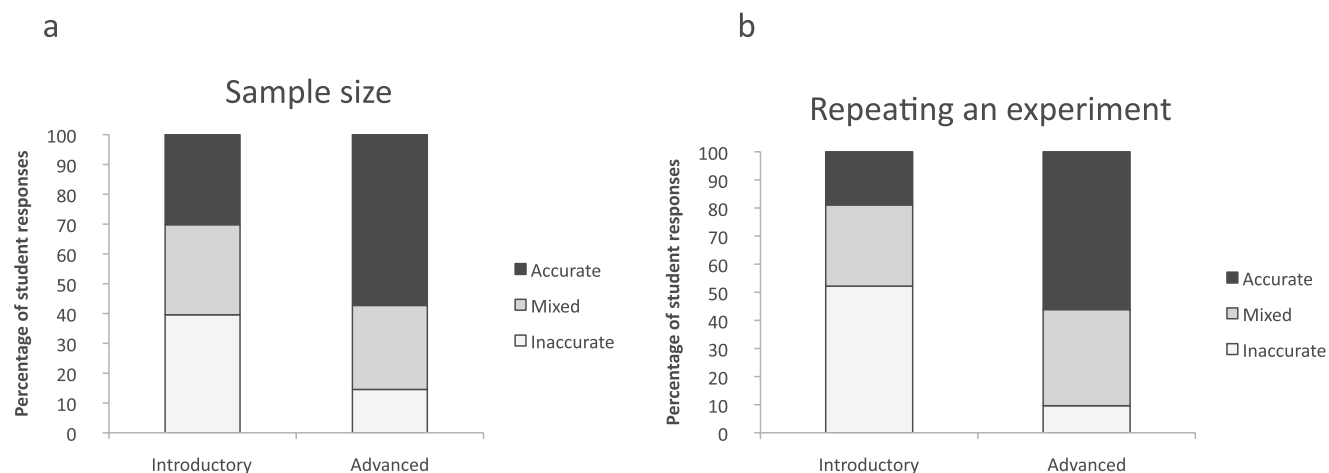 a
Sample size
Percentage of student responses
100
90
80
70
60
50
40
30
20
10
0
Introductory
Advanced
Accurate
Mixed
Inaccurate
b
Repeating an experiment
Percentage of student responses
100
90
80
70
60
50
40
30
20
10
0
Introductory
Advanced
Accurate
Mixed
Inaccurate